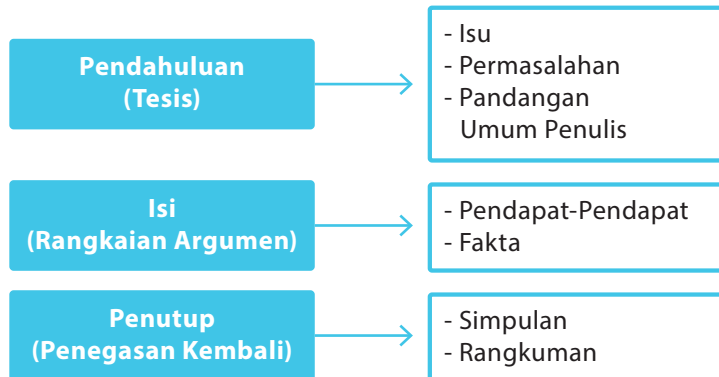 Pendahuluan
(Tesis)
- Isu
- Permasalahan
- Pandangan
Umum Penulis
Isi
(Rangkaian Argumen)
- Pendapat-Pendapat
- Fakta
Penutup
(Penegasan Kembali)
- Simpulan
- Rangkuman